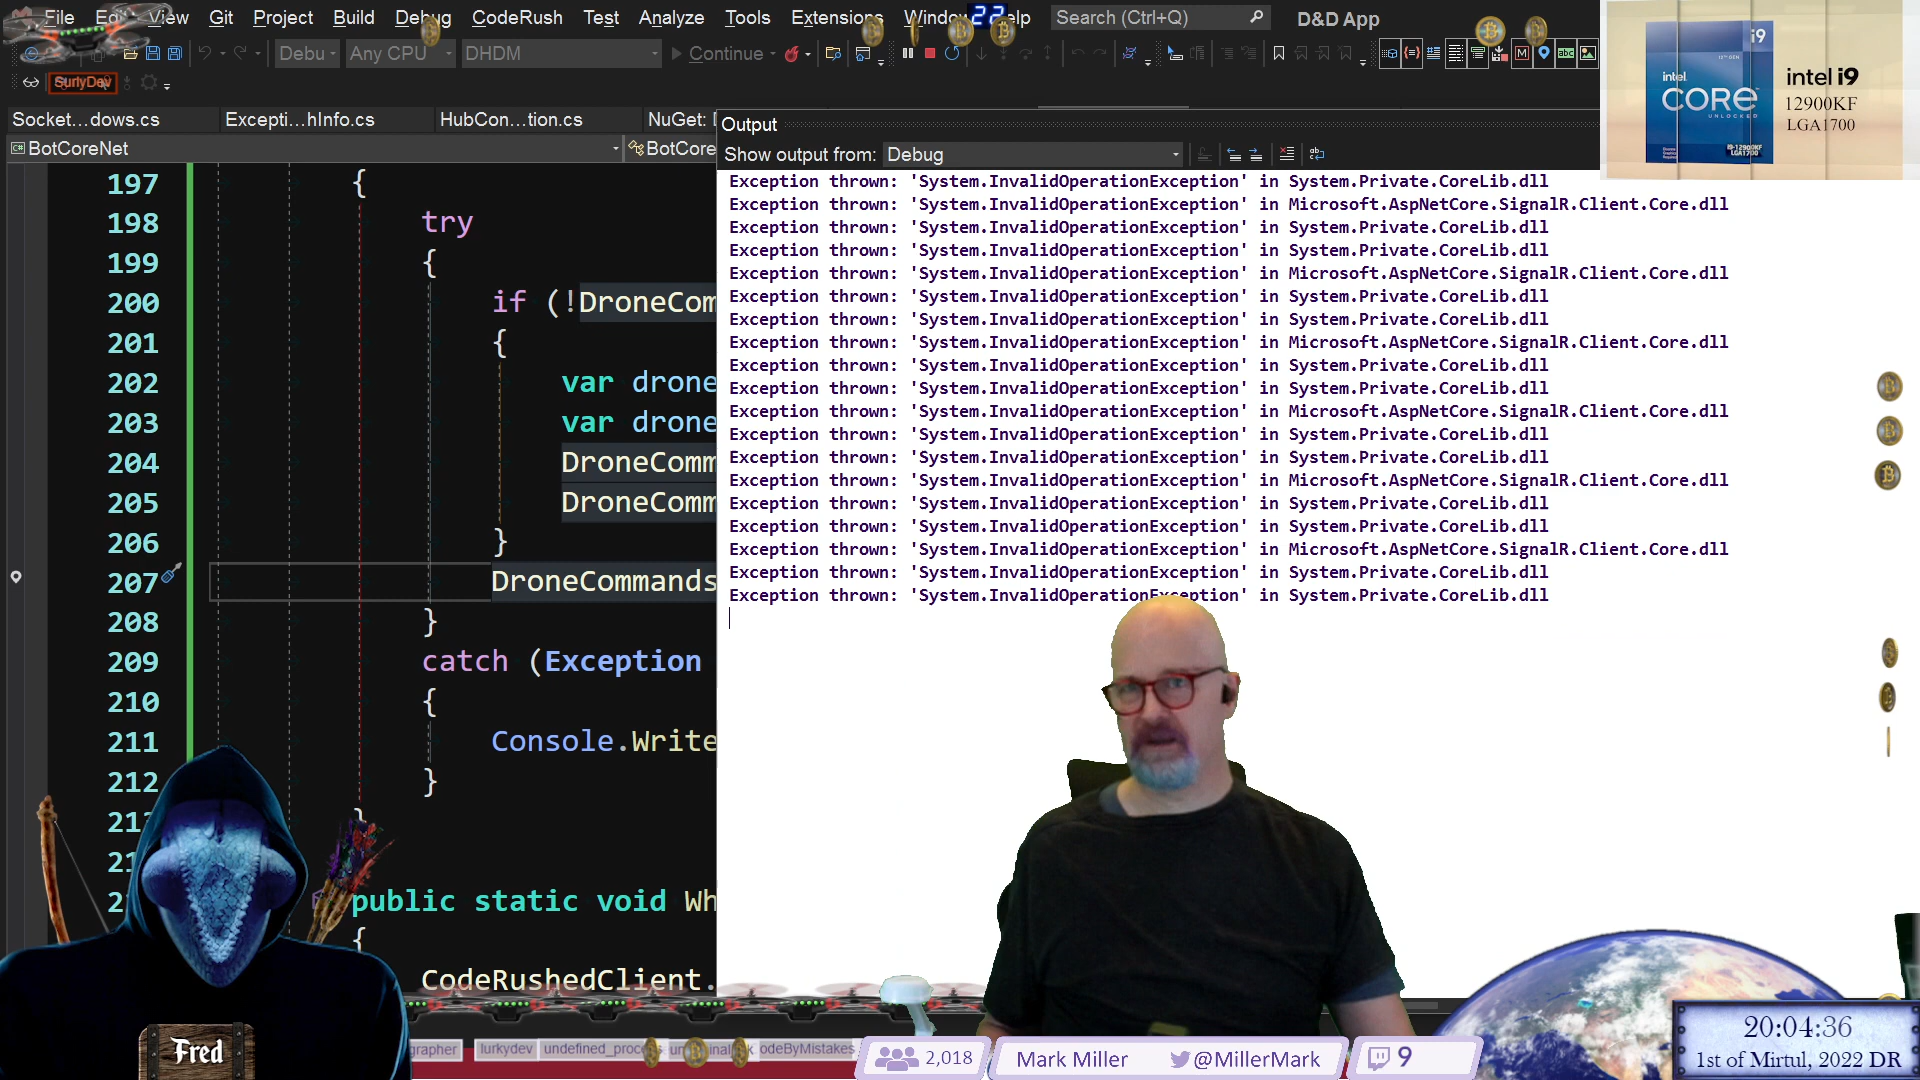 File View Git Project Build Debug CodeRush Test Analyze Tools Extensions Window Help Search (Ctrl+Q) D&D App
22
Debu Any CPU DHDM Continue
SurlyDev
Socket...dows.cs Excepti...hInfo.cs HubCon...tion.cs NuGet:
BotCoreNet BotCore
Output
Show output from: Debug
intel
CORE
UNLOCKED
i9
intel i9
12900KF
LGA1700
Exception thrown: 'System.InvalidOperationException' in System.Private.CoreLib.dll
Exception thrown: 'System.InvalidOperationException' in Microsoft.AspNetCore.SignalR.Client.Core.dll
Exception thrown: 'System.InvalidOperationException' in System.Private.CoreLib.dll
Exception thrown: 'System.InvalidOperationException' in System.Private.CoreLib.dll
Exception thrown: 'System.InvalidOperationException' in Microsoft.AspNetCore.SignalR.Client.Core.dll
Exception thrown: 'System.InvalidOperationException' in System.Private.CoreLib.dll
Exception thrown: 'System.InvalidOperationException' in System.Private.CoreLib.dll
Exception thrown: 'System.InvalidOperationException' in Microsoft.AspNetCore.SignalR.Client.Core.dll
Exception thrown: 'System.InvalidOperationException' in System.Private.CoreLib.dll
Exception thrown: 'System.InvalidOperationException' in System.Private.CoreLib.dll
Exception thrown: 'System.InvalidOperationException' in Microsoft.AspNetCore.SignalR.Client.Core.dll
Exception thrown: 'System.InvalidOperationException' in System.Private.CoreLib.dll
Exception thrown: 'System.InvalidOperationException' in System.Private.CoreLib.dll
Exception thrown: 'System.InvalidOperationException' in Microsoft.AspNetCore.SignalR.Client.Core.dll
Exception thrown: 'System.InvalidOperationException' in System.Private.CoreLib.dll
Exception thrown: 'System.InvalidOperationException' in System.Private.CoreLib.dll
Exception thrown: 'System.InvalidOperationException' in Microsoft.AspNetCore.SignalR.Client.Core.dll
Exception thrown: 'System.InvalidOperationException' in System.Private.CoreLib.dll
Exception thrown: 'System.InvalidOperationException' in System.Private.CoreLib.dll
197 {
198 try
199 {
200 if (!DroneCom
201 {
202 var drone
203 var drone
204 DroneComm
205 DroneComm
206 }
207 DroneCommands
208 }
209 catch (Exception
210 {
211 Console.Write
212 }
21 }
21
2 public static void Wh
{
CodeRushedClient.
Fred
grapher lurkydev undefined_proce odeByMistakes
2,018 Mark Miller @MillerMark 9
20:04:36
1st of Mirtul, 2022 DR